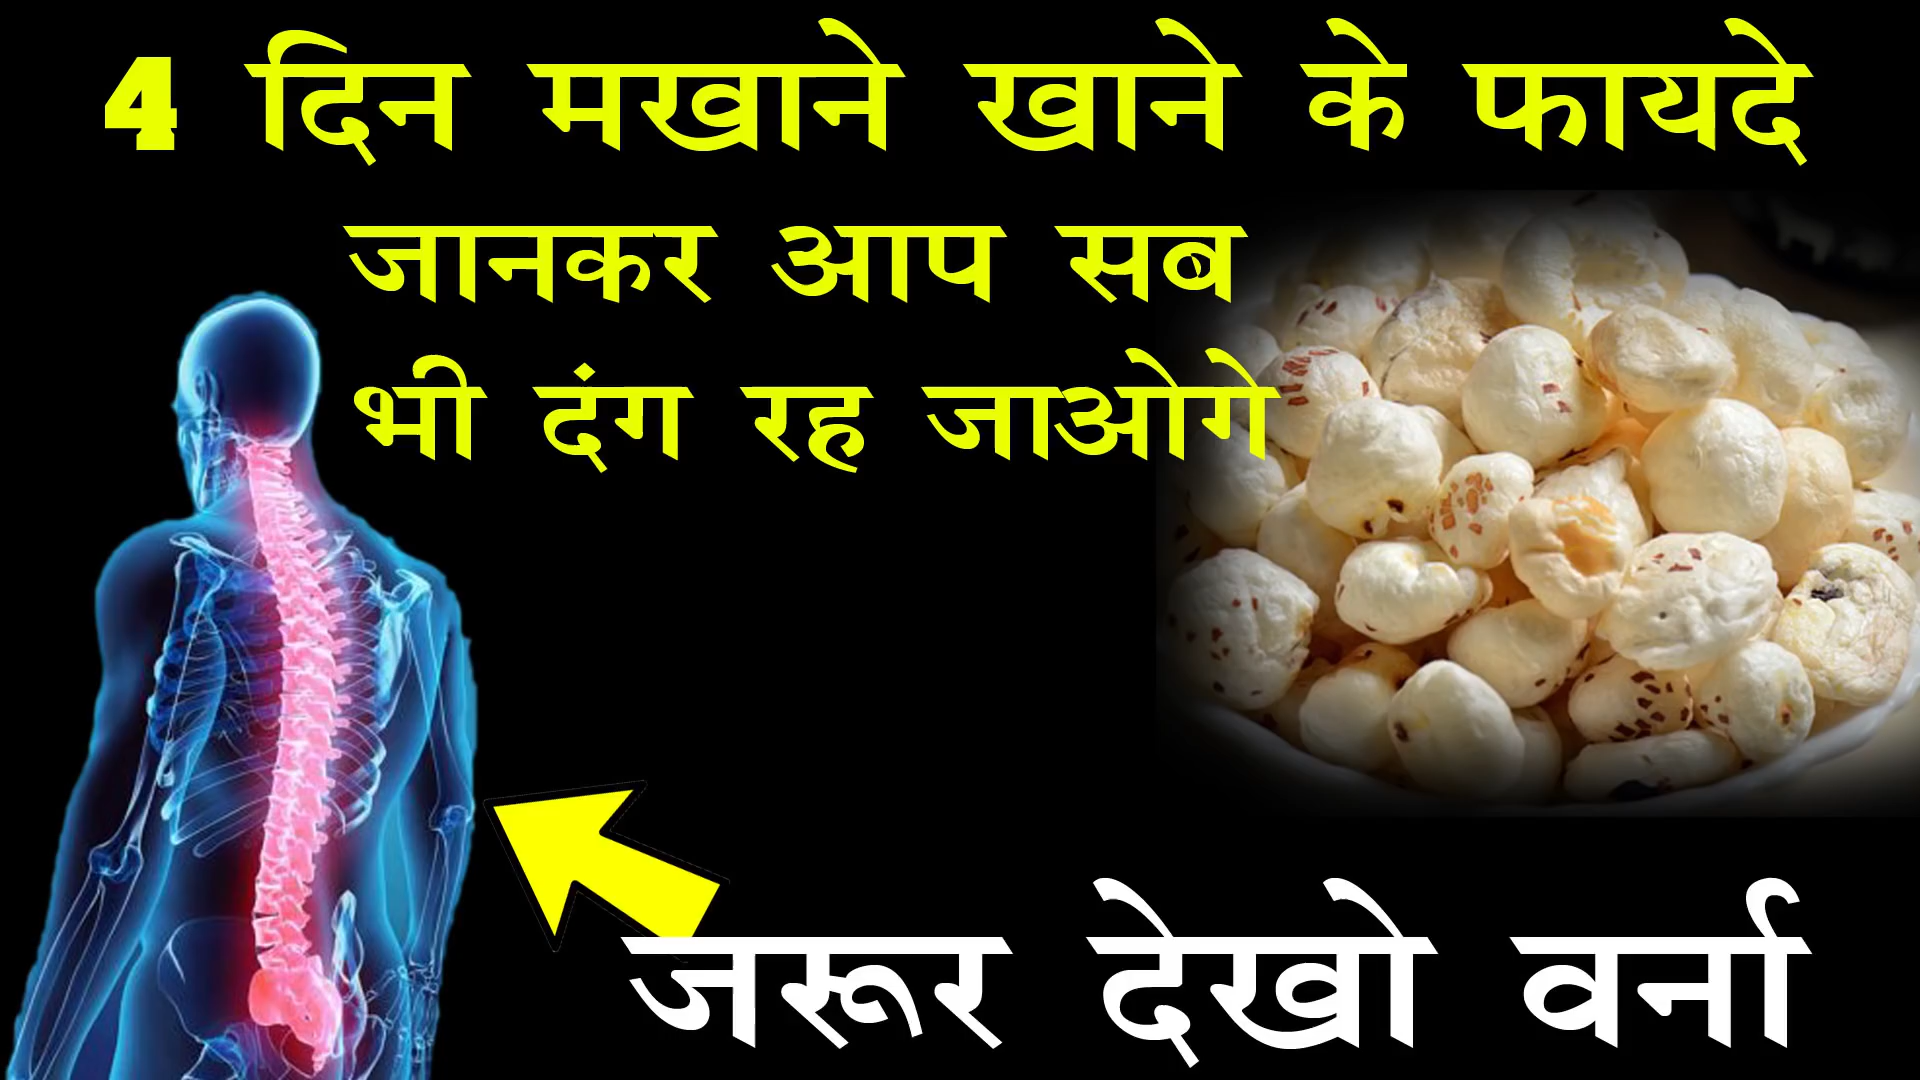 4 दिन मखाने खाने के फायदे
जानकर आप सब
भी दंग रह जाओगे
जरूर देखो वर्ना